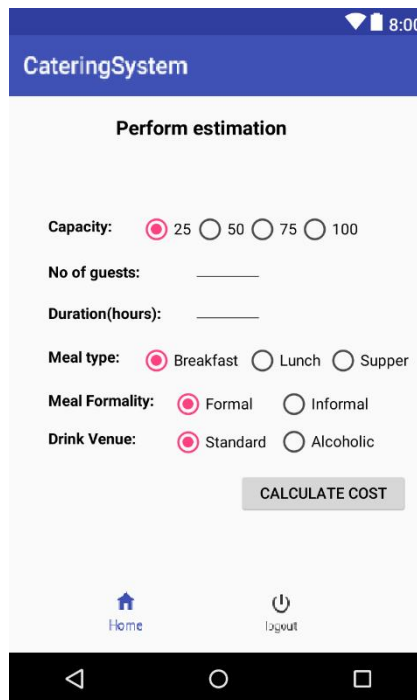 8:00
CateringSystem
Perform estimation
Capacity: 25 50 75 100
No of guests:
Duration(hours):
Meal type: Breakfast Lunch Supper
Meal Formality: Formal Informal
Drink Venue: Standard Alcoholic
CALCULATE COST
Home logout